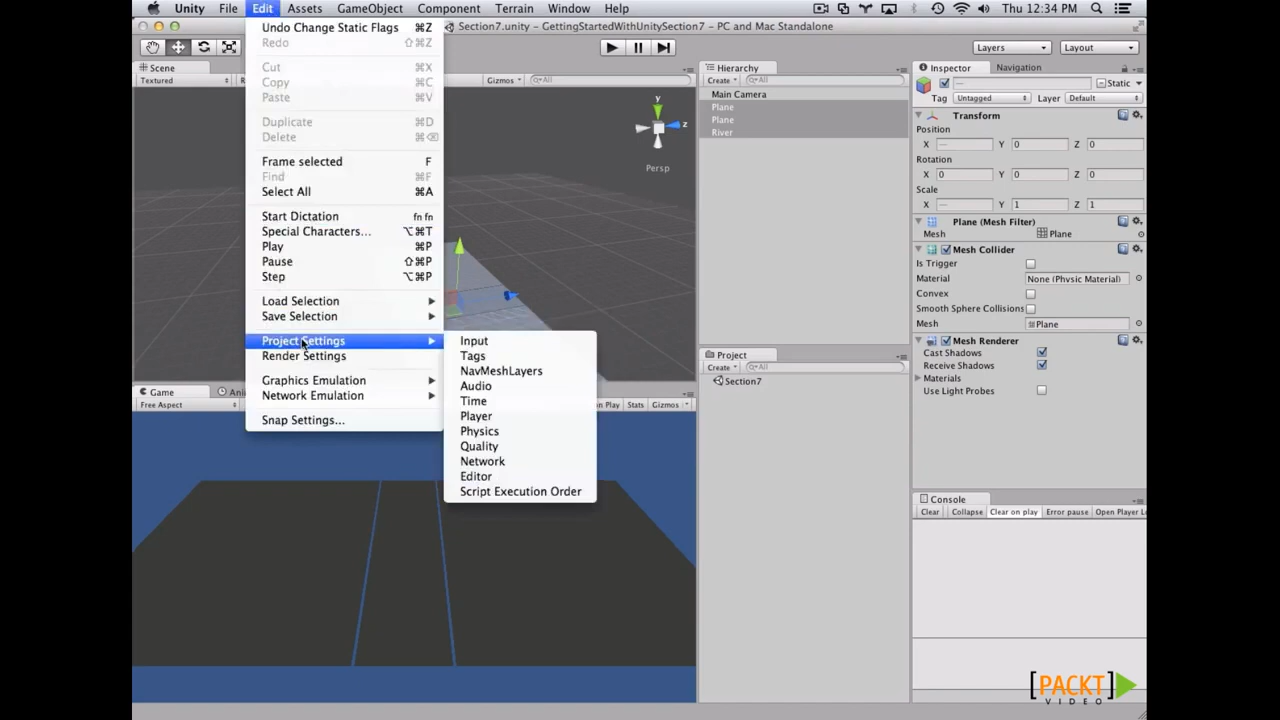 Unity File Edit Assets GameObject Component Terrain Window Help Thu 12:34 PM
Section7.unity - GettingStartedWithUnitySection7 - PC and Mac Standalone
Layers Layout
Undo Change Static Flags ⌘Z
Redo ⇧⌘Z
Cut ⌘X
Copy ⌘C
Paste ⌘V
Duplicate ⌘D
Delete ⌘⌫
Frame selected F
Find ⌘F
Select All ⌘A
Start Dictation fn fn
Special Characters... ⌥⌘T
Play ⌘P
Pause ⇧⌘P
Step ⌥⌘P
Load Selection
Save Selection
Project Settings
Render Settings
Graphics Emulation
Network Emulation
Snap Settings...
Input
Tags
NavMeshLayers
Audio
Time
Player
Physics
Quality
Network
Editor
Script Execution Order
Scene
Textured
Gizmos All
y
z
Persp
Game
Free Aspect Stats Gizmos
Hierarchy
Create All
Main Camera
Plane
Plane
River
Project
Create All
Section7
Inspector Navigation
Static
Tag Untagged Layer Default
Transform
Position
X Y 0 Z 0
Rotation
X 0 Y 0 Z 0
Scale
X Y 1 Z 1
Plane (Mesh Filter)
Mesh Plane
Mesh Collider
Is Trigger
Material None (Physic Material)
Convex
Smooth Sphere Collisions
Mesh Plane
Mesh Renderer
Cast Shadows
Receive Shadows
Materials
Use Light Probes
Console
Clear Collapse Clear on play Error pause Open Player L
[PACKT]
VIDEO